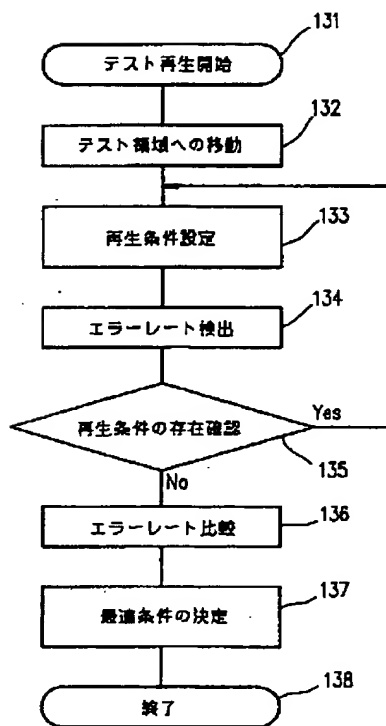 131
テスト再生開始
132
テスト領域への移動
133
再生条件設定
134
エラーレート検出
再生条件の存在確認
Yes
135
No
136
エラーレート比較
137
最適条件の決定
138
終了